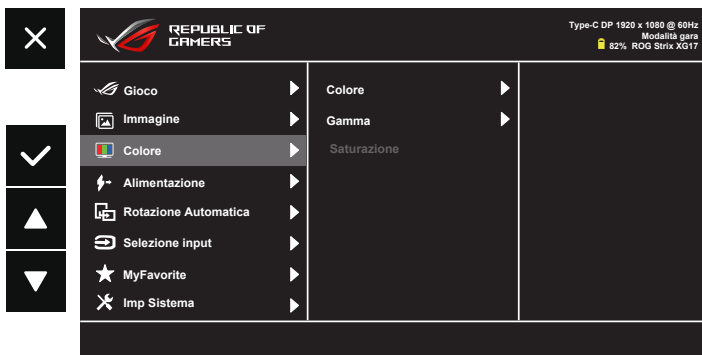 REPUBLIC OF
GAMERS
Type-C DP 1920 x 1080 @ 60Hz
Modalità gara
82% ROG Strix XG17
Gioco
Immagine
Colore
Alimentazione
Rotazione Automatica
Selezione input
MyFavorite
Imp Sistema
Colore
Gamma
Saturazione